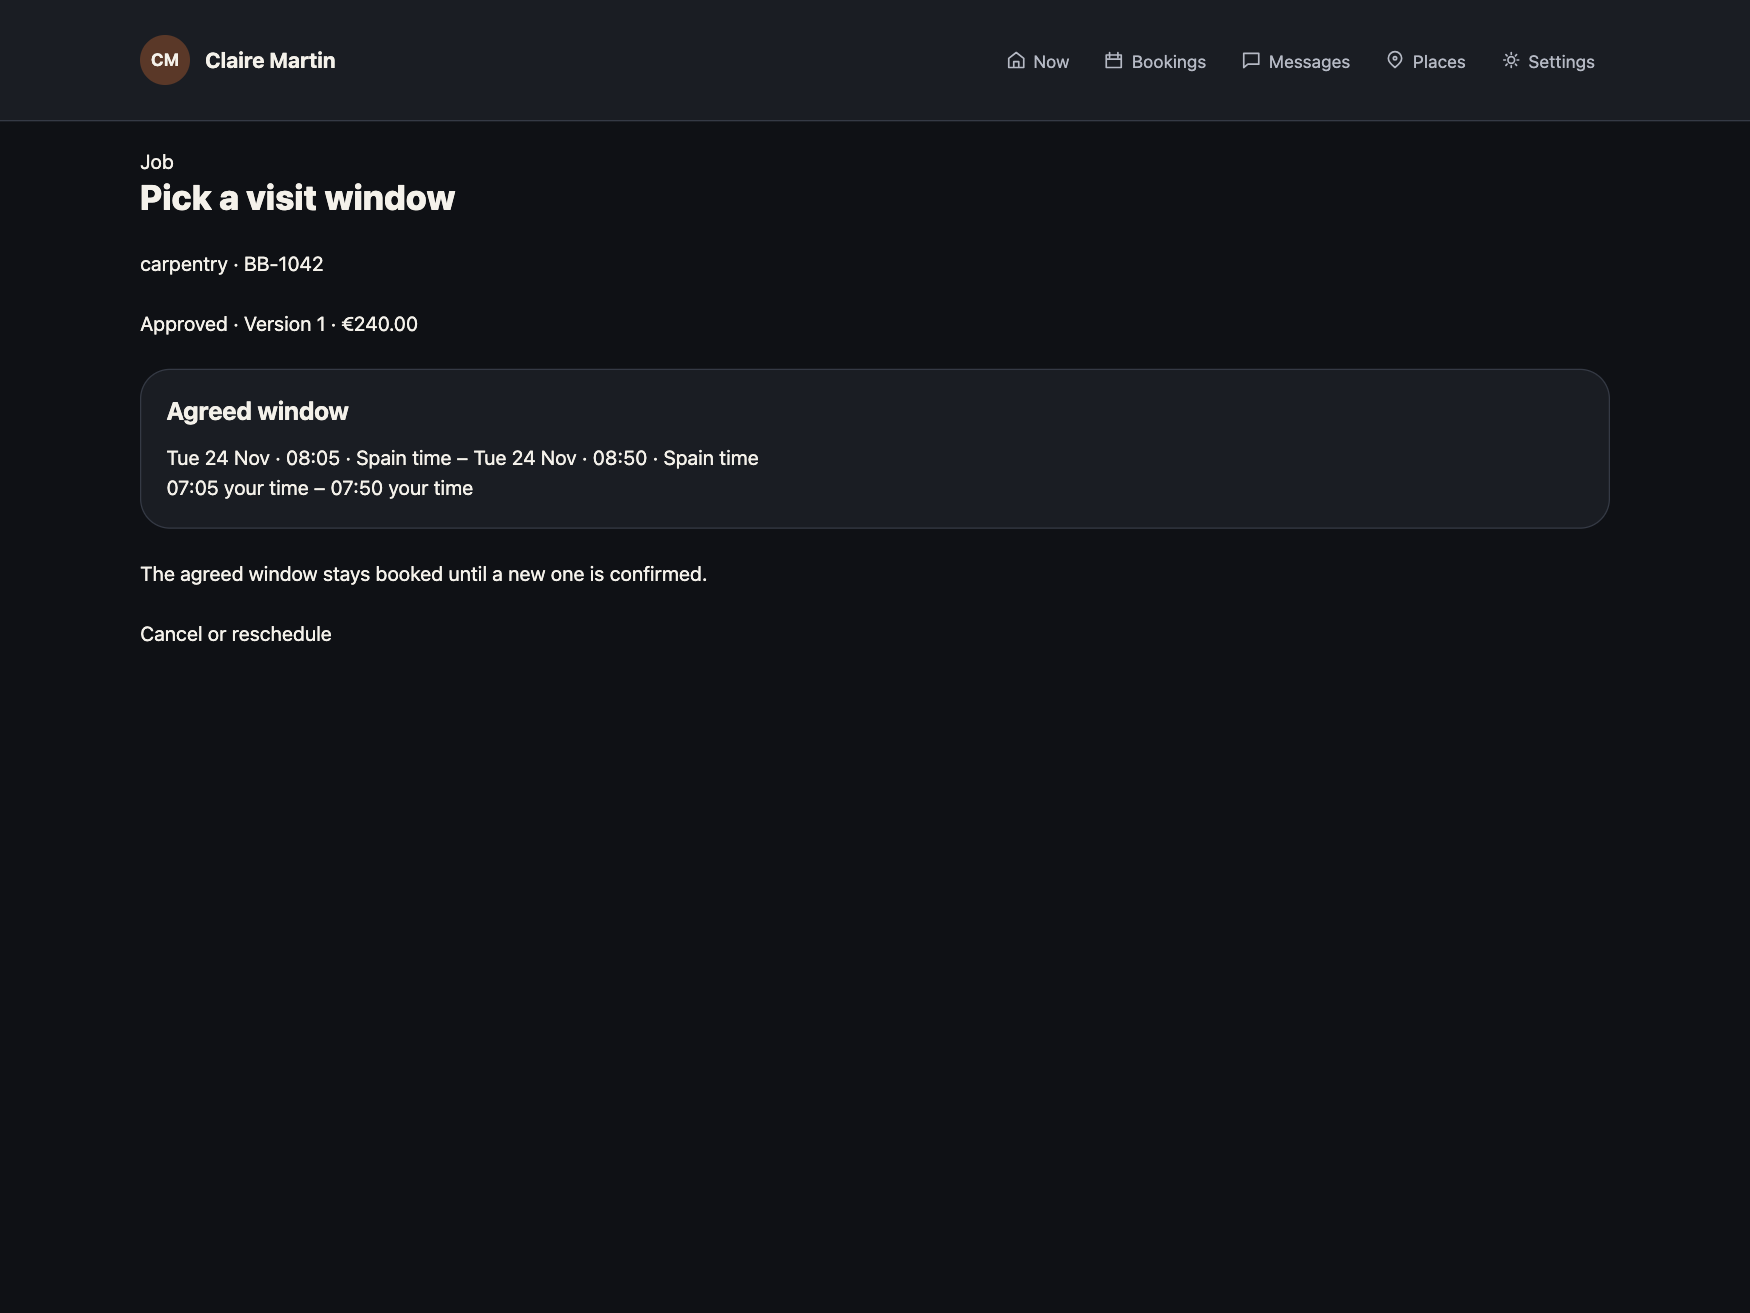 CM
Claire Martin
Now
Bookings
Messages
Places
Settings
Job
Pick a visit window
carpentry · BB-1042
Approved · Version 1 · €240.00
Agreed window
Tue 24 Nov · 08:05 · Spain time – Tue 24 Nov · 08:50 · Spain time
07:05 your time – 07:50 your time
The agreed window stays booked until a new one is confirmed.
Cancel or reschedule